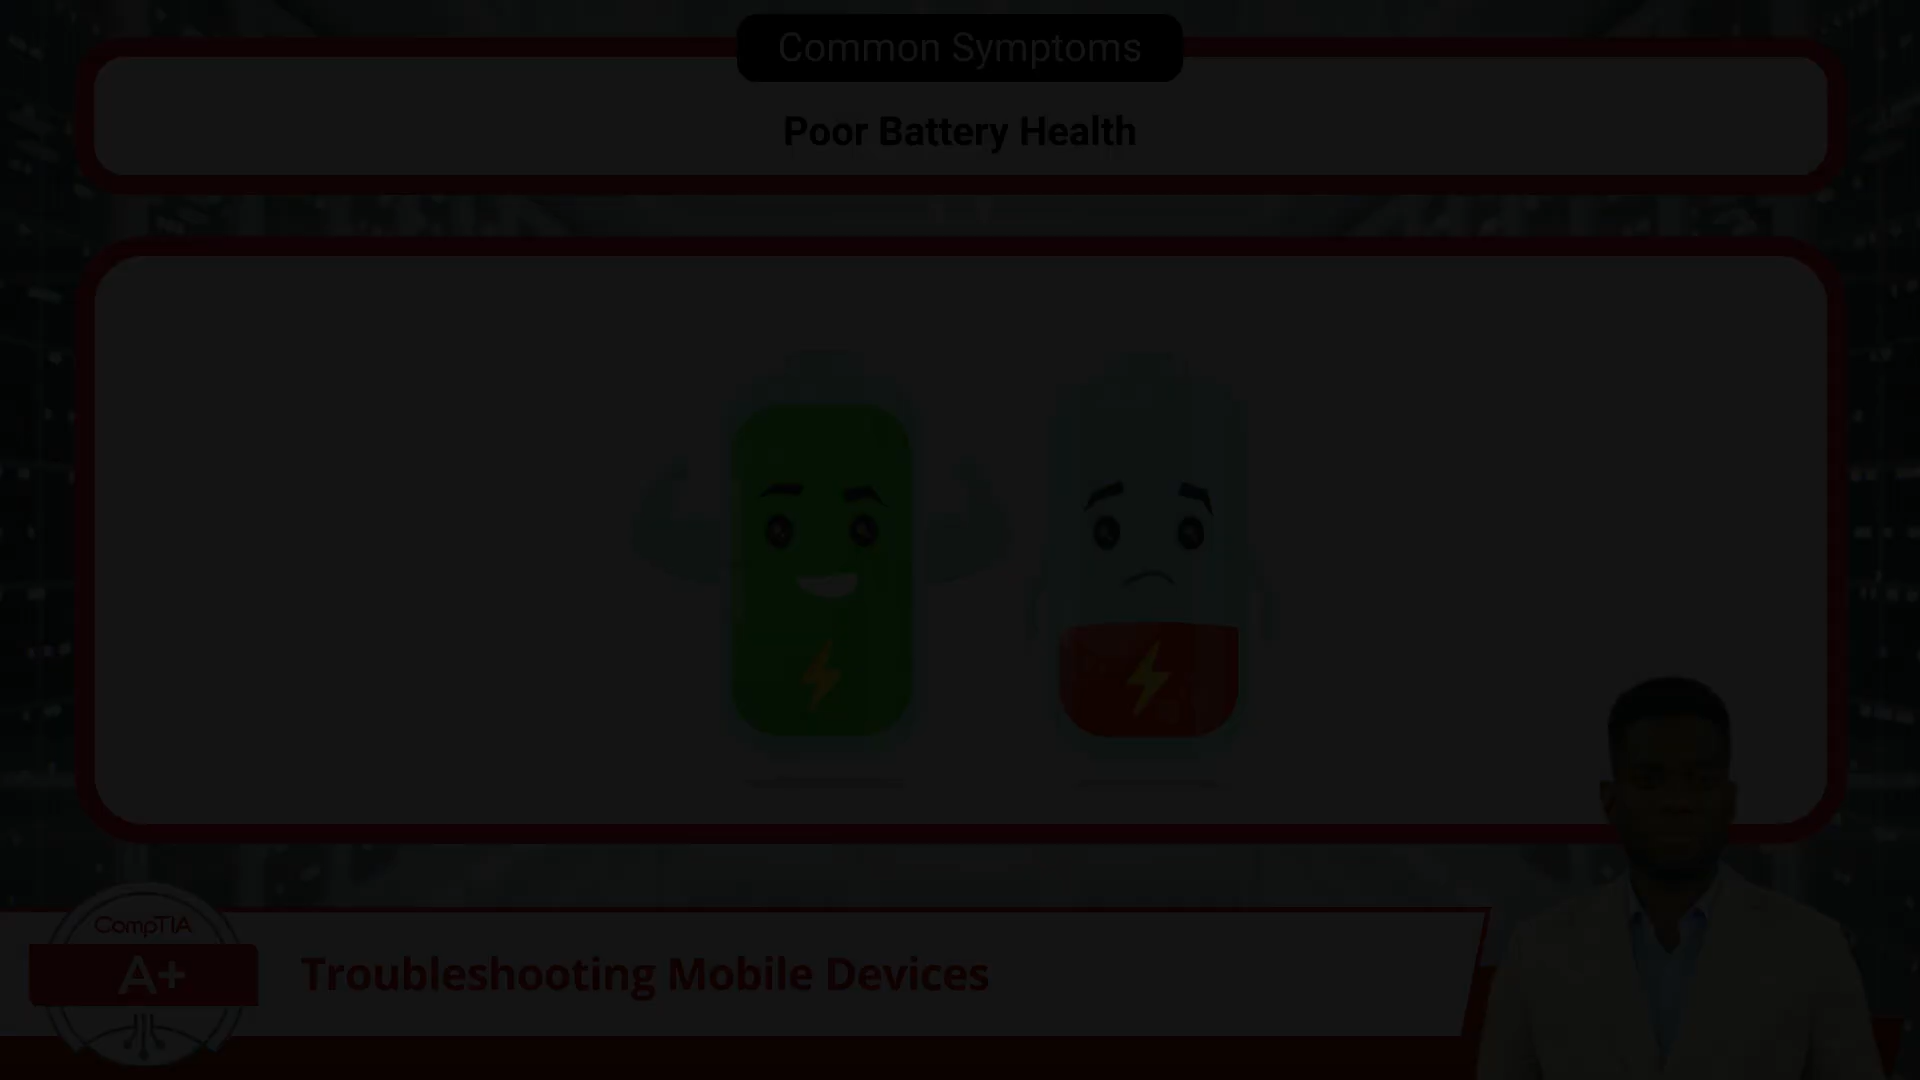 Common Symptoms
Poor Battery Health
CompTIA
A+
Troubleshooting Mobile Devices